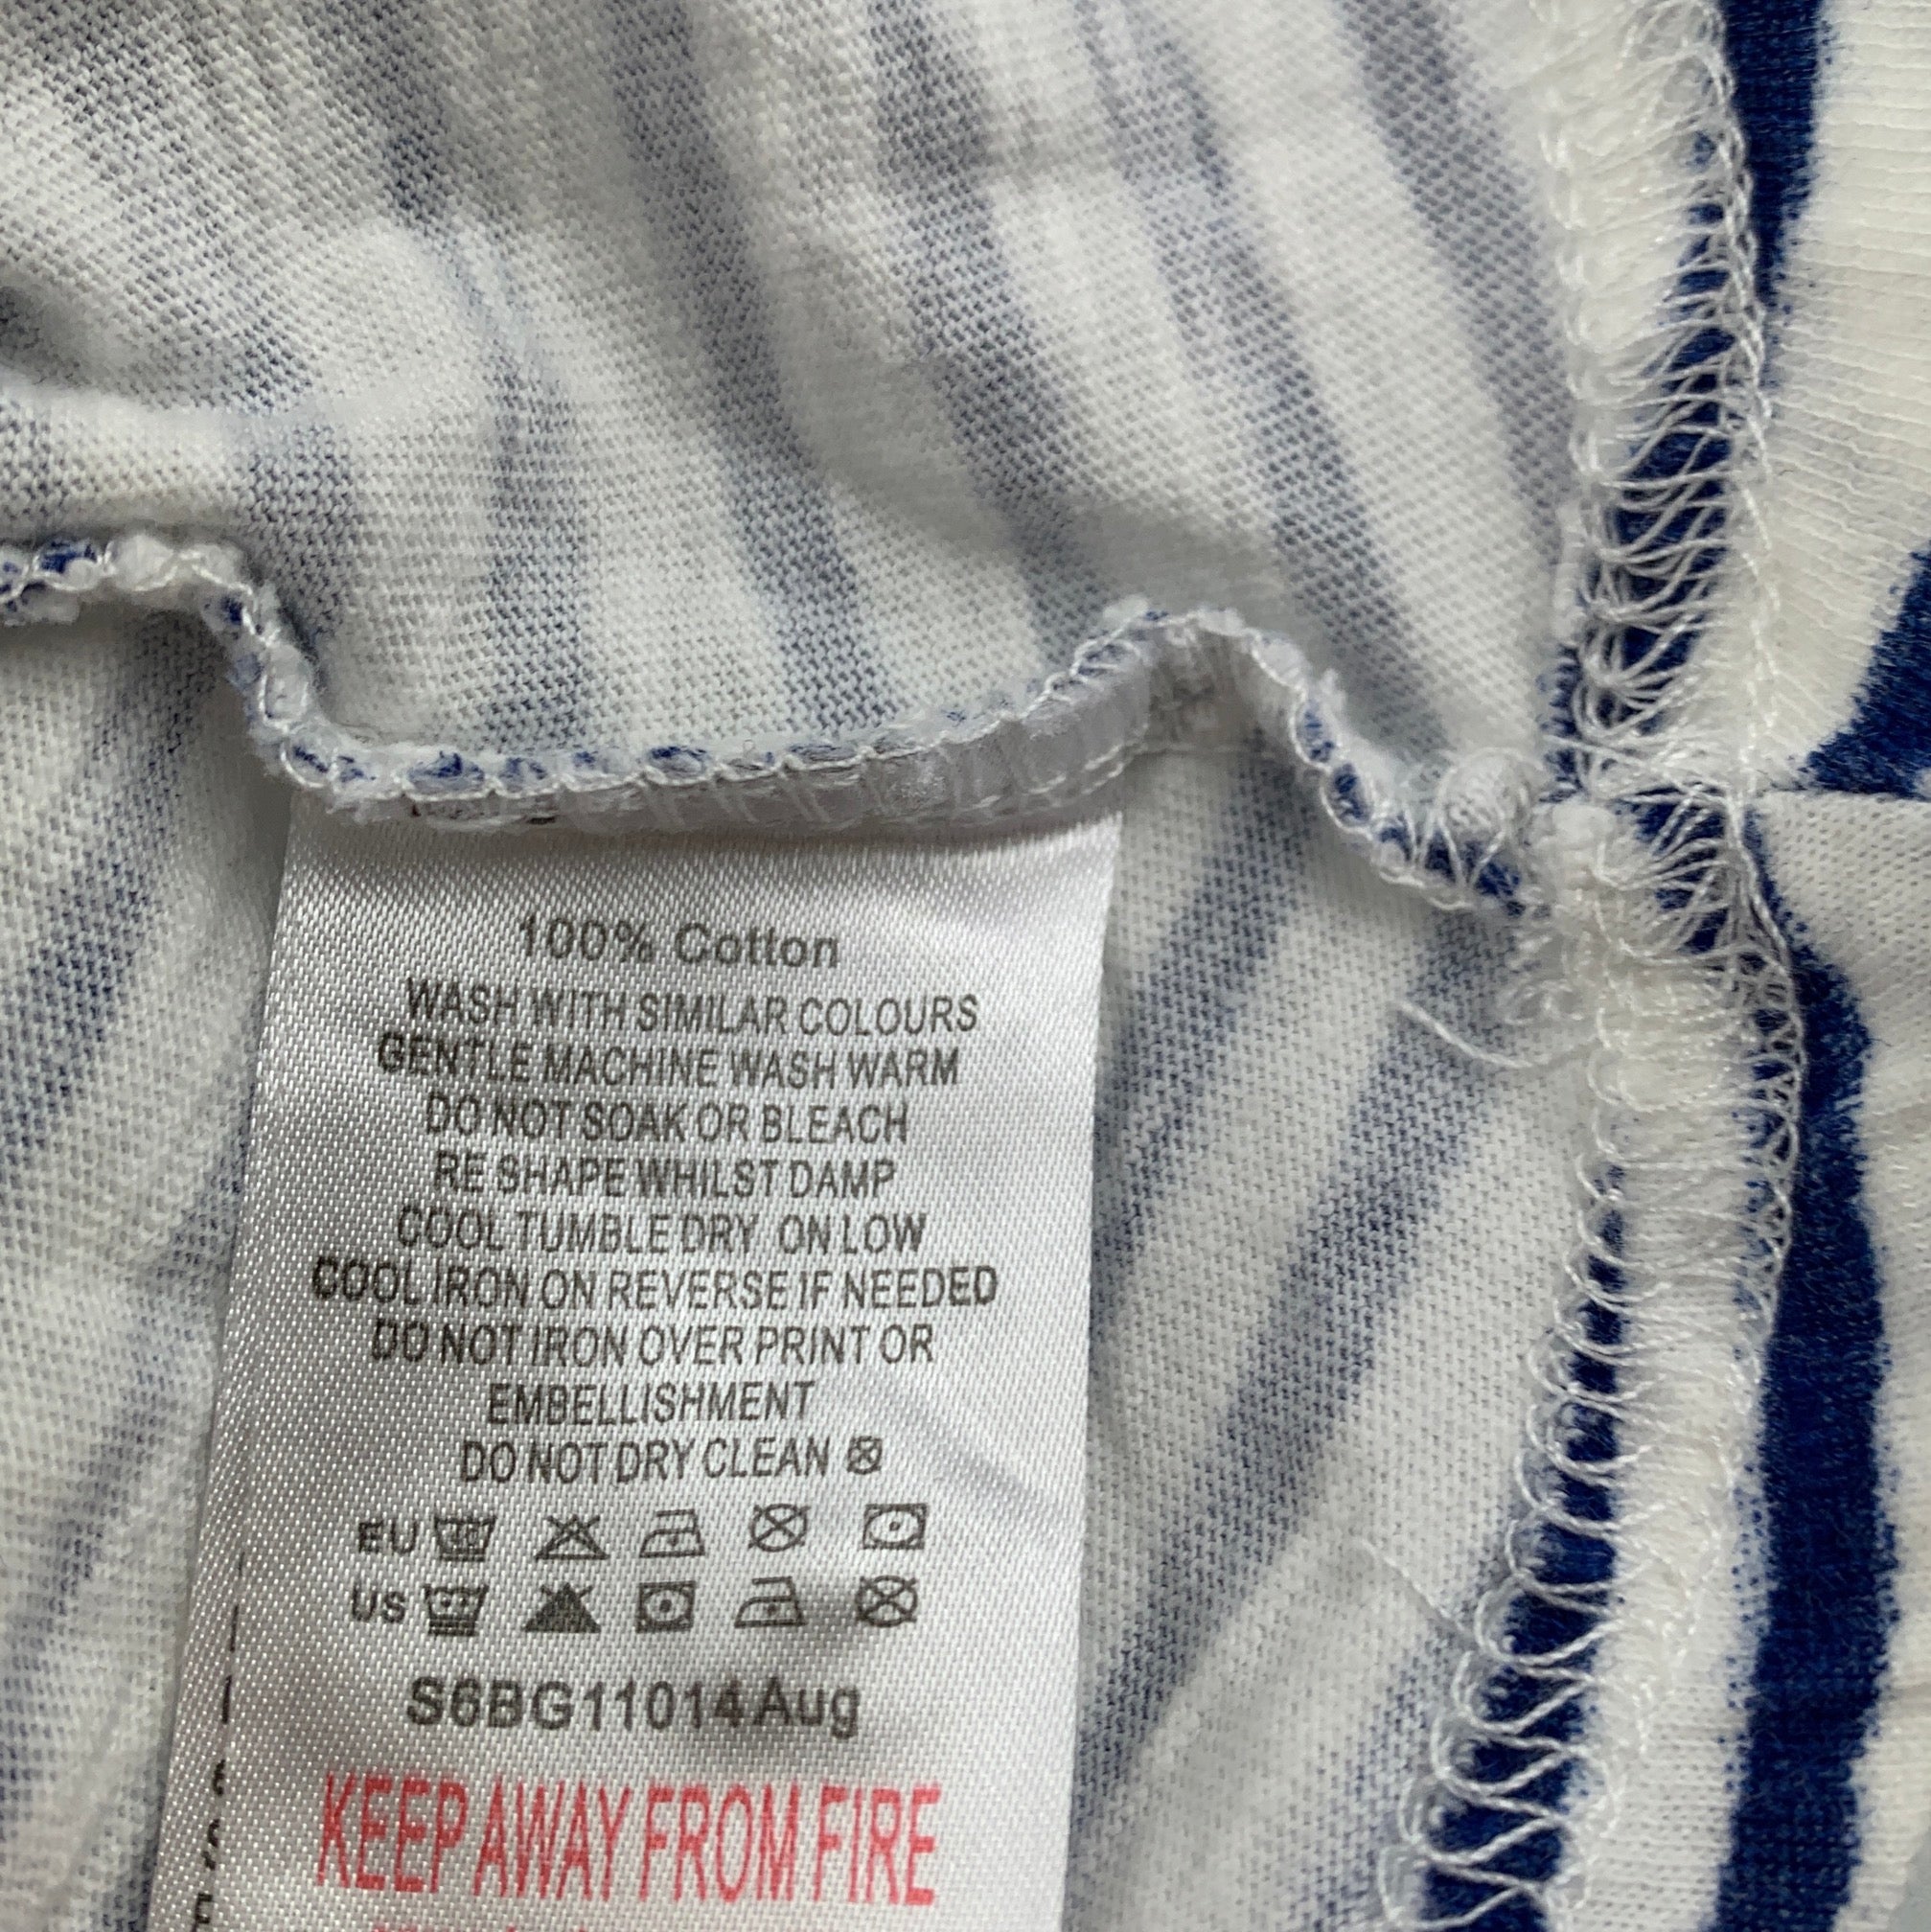 100% Cotton
WASH WITH SIMILAR COLOURS
GENTLE MACHINE WASH WARM
DO NOT SOAK OR BLEACH
RE SHAPE WHILST DAMP
COOL TUMBLE DRY ON LOW
COOL IRON ON REVERSE IF NEEDED
DO NOT IRON OVER PRINT OR
EMBELLISHMENT
DO NOT DRY CLEAN
EU
US
S6BG11014Aug
KEEP AWAY FROM FIRE